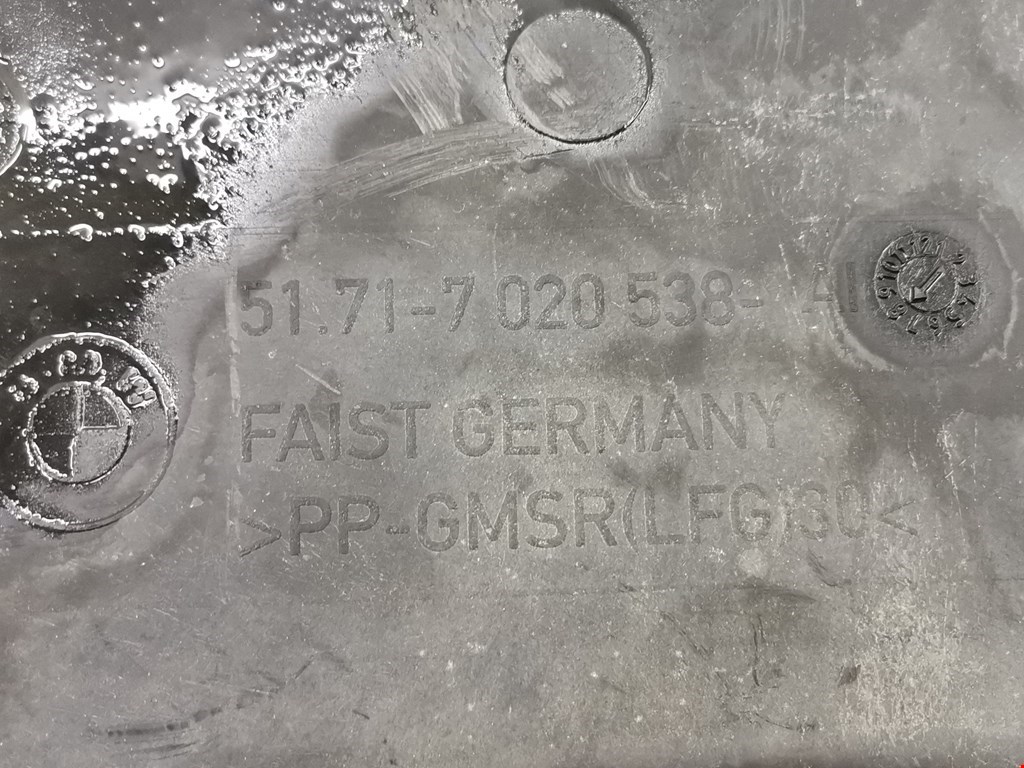 51.71-7 020 538-
FAIST GERMANY
>PP-GMSR(LFG)30<